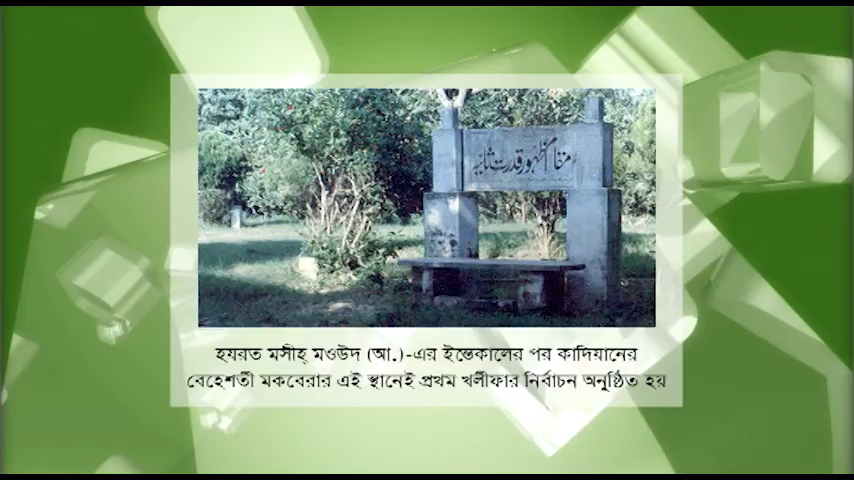 مقام ظہور قدرت ثانیہ
হযরত মসীহ্ মওউদ (আ.)-এর ইন্তেকালের পর কাদিয়ানের
বেহেশতী মকবেরার এই স্থানেই প্রথম খলীফার নির্বাচন অনুষ্ঠিত হয়